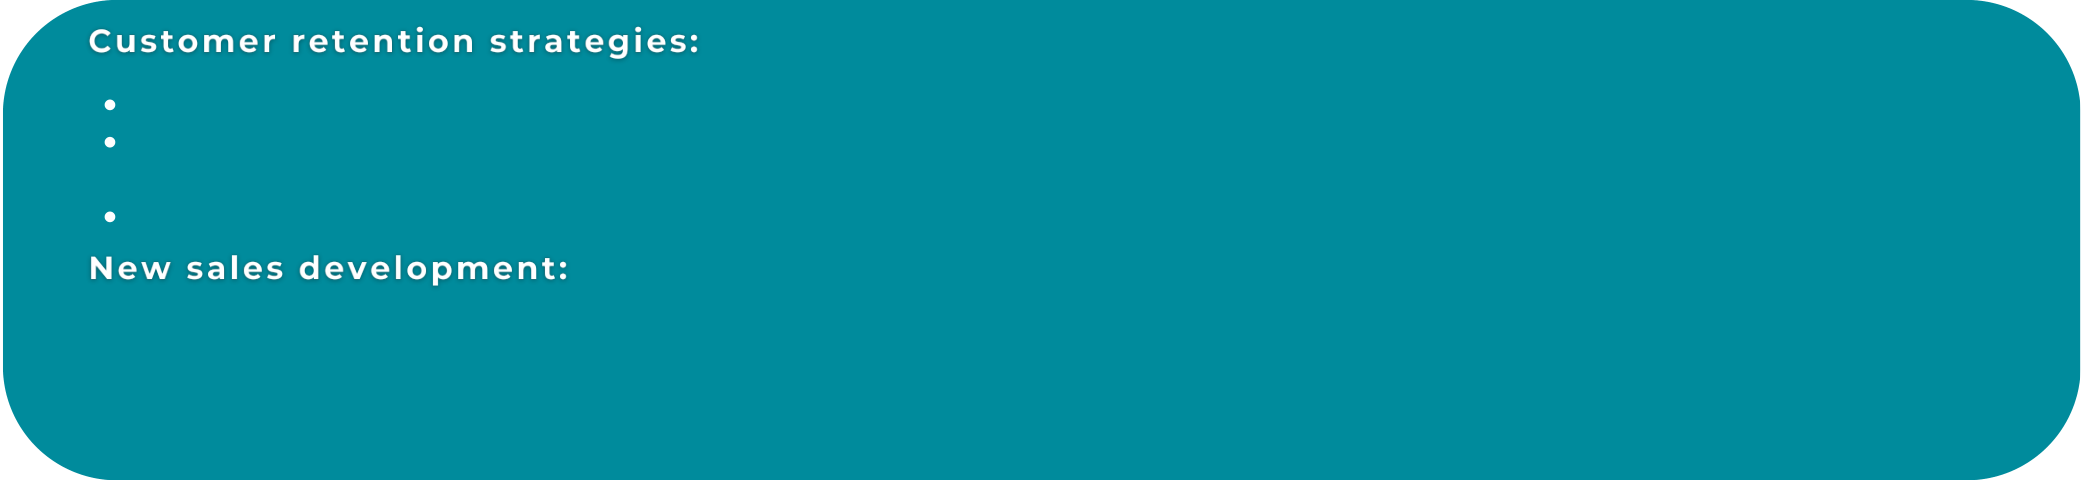 Customer retention strategies:
•
•
•
New sales development: